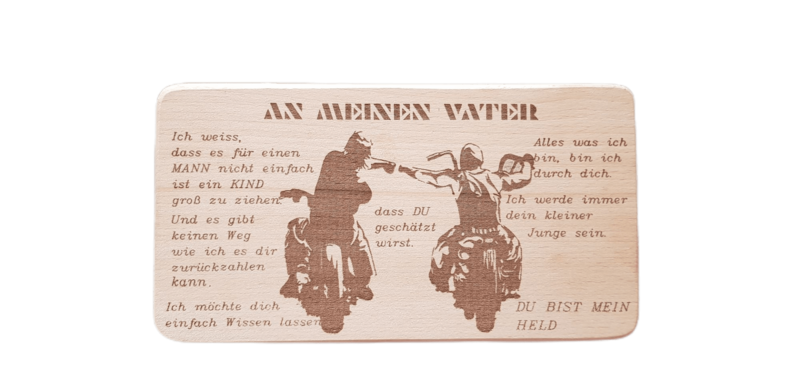 AN MEINEN VATER
Ich weiss,
dass es für einen
MANN nicht einfach
ist ein KIND
groß zu ziehen.
Und es gibt
keinen Weg
wie ich es dir
zurückzahlen
kann.
Ich möchte dich
einfach Wissen lassen
dass DU
geschätzt
wirst.
Alles was ich
bin, bin ich
durch dich.
Ich werde immer
dein kleiner
Junge sein.
DU BIST MEIN
HELD